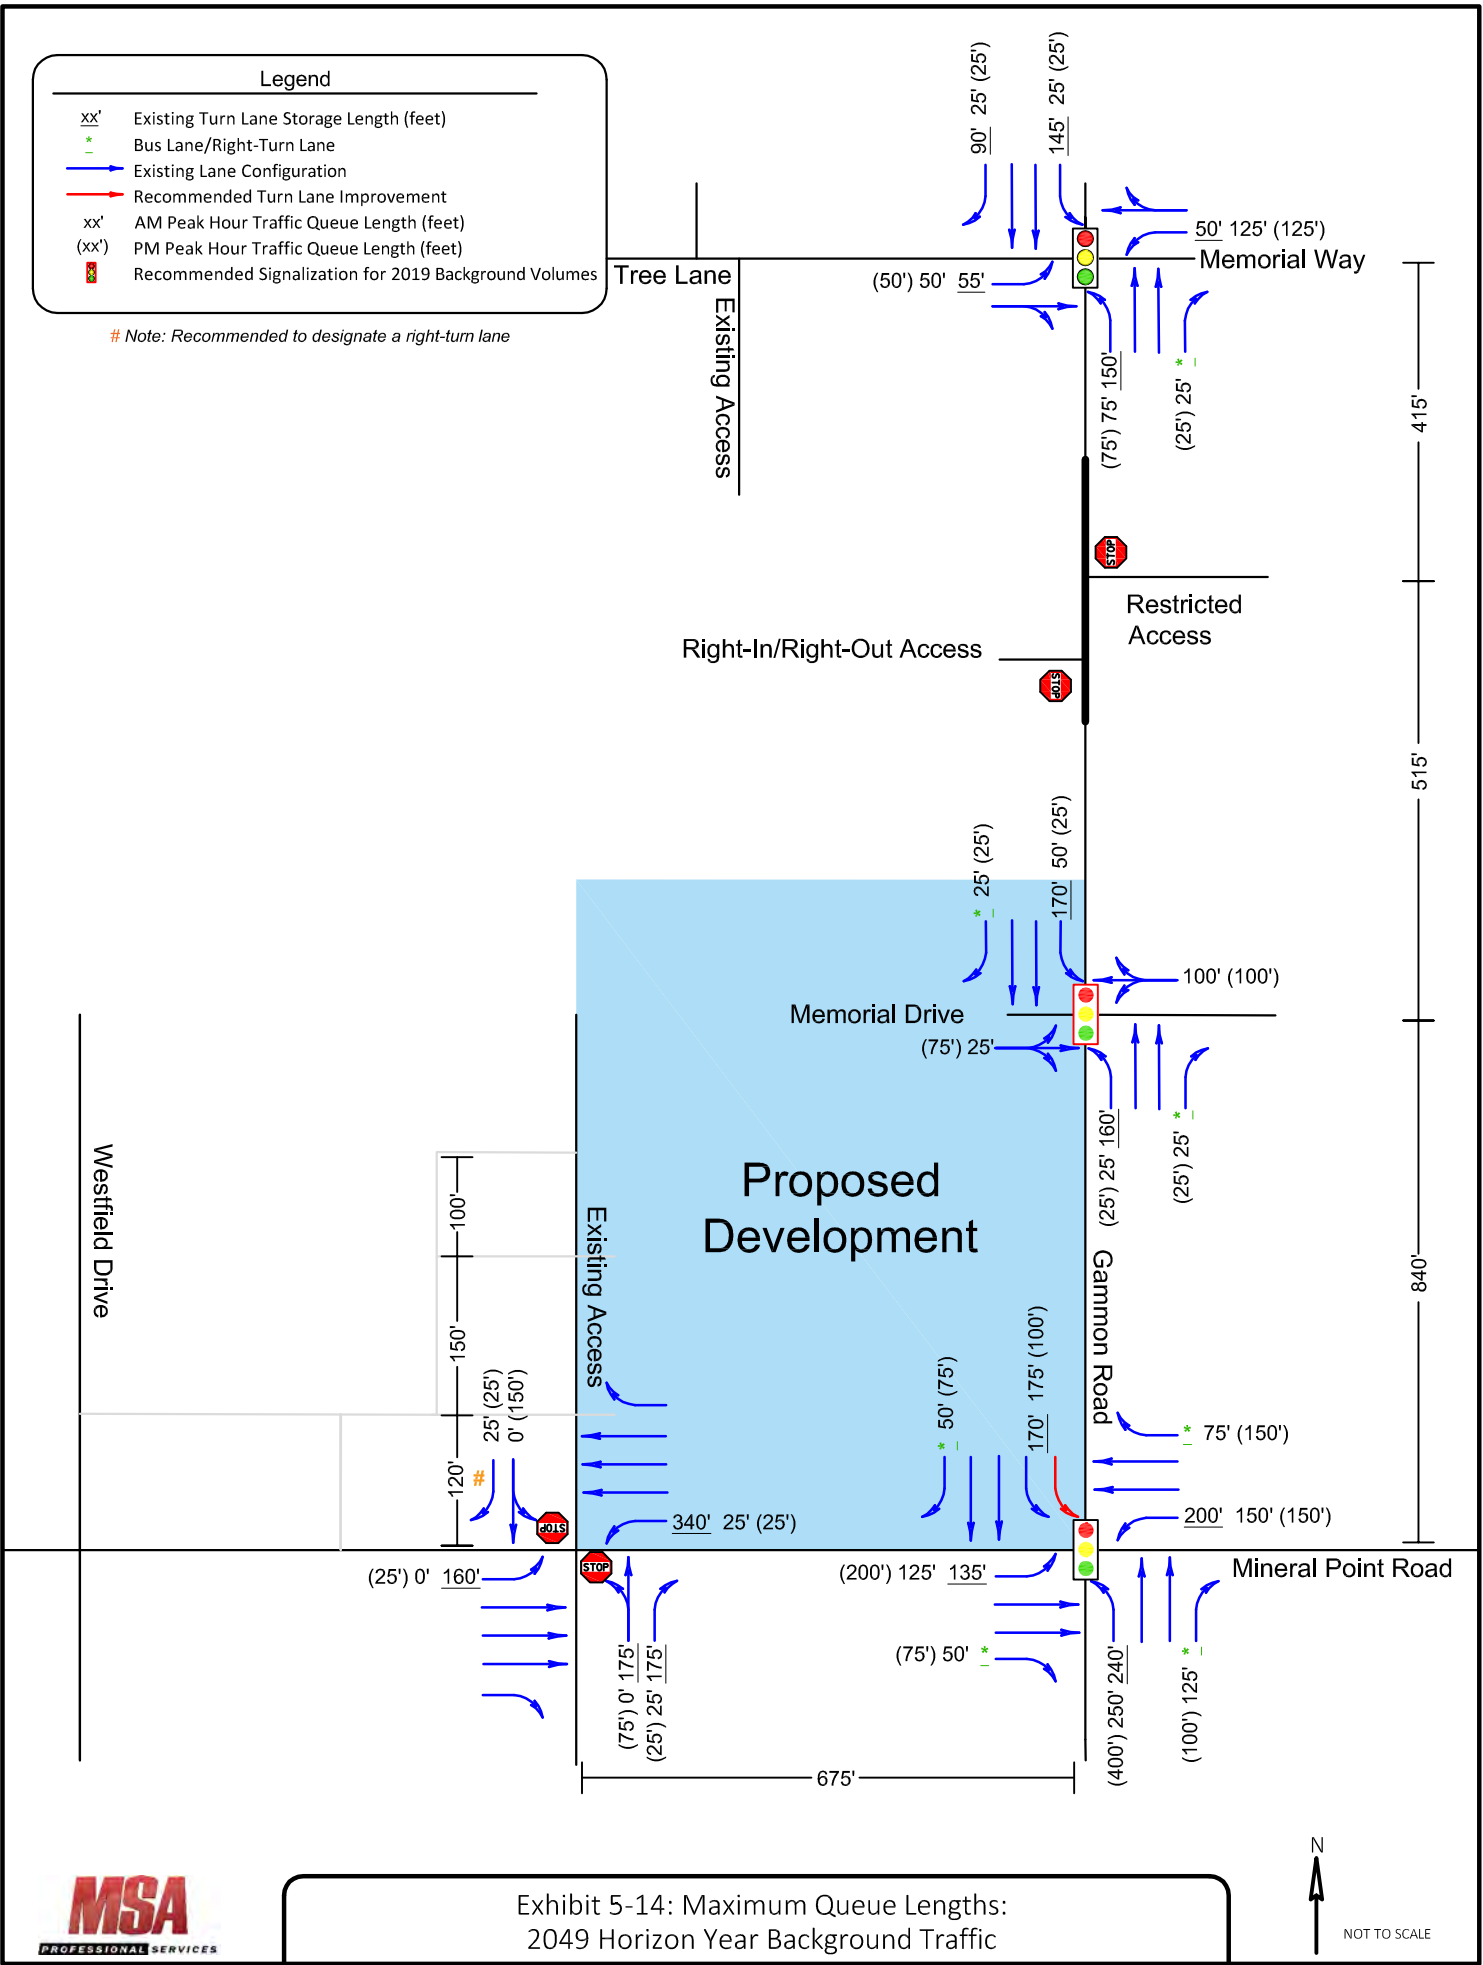 Legend
xx' Existing Turn Lane Storage Length (feet)
* Bus Lane/Right-Turn Lane
Existing Lane Configuration
Recommended Turn Lane Improvement
xx' AM Peak Hour Traffic Queue Length (feet)
(xx') PM Peak Hour Traffic Queue Length (feet)
Recommended Signalization for 2019 Background Volumes
# Note: Recommended to designate a right-turn lane
90' 25' (25')
145' 25' (25')
50' 125' (125')
Tree Lane
Memorial Way
(50') 50' 55'
Existing Access
(75') 75' 150'
(25') 25' *
415'
STOP
Restricted
Access
Right-In/Right-Out Access
STOP
515'
* 25' (25')
170' 50' (25')
100' (100')
Memorial Drive
(75') 25'
(25') 25' 160'
(25') 25' *
Westfield Drive
Proposed
Development
100'
150'
120'
Existing Access
Gammon Road
840'
25' (25')
0' (150')
#
* 50' (75')
170' 175' (100')
* 75' (150')
STOP
340' 25' (25')
200' 150' (150')
STOP
Mineral Point Road
(25') 0' 160'
(200') 125' 135'
(75') 50' *
(75') 0' 175'
(25') 25' 175'
(400') 250' 240'
(100') 125' *
675'
MSA
PROFESSIONAL SERVICES
Exhibit 5-14: Maximum Queue Lengths:
2049 Horizon Year Background Traffic
N
NOT TO SCALE